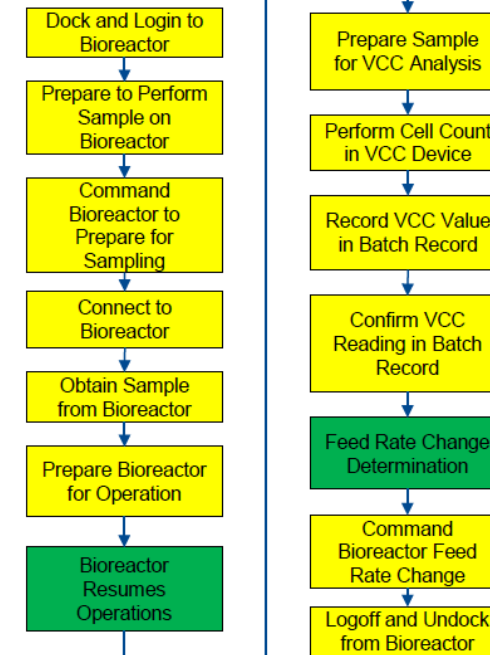 Dock and Login to
Bioreactor
Prepare to Perform
Sample on
Bioreactor
Command
Bioreactor to
Prepare for
Sampling
Connect to
Bioreactor
Obtain Sample
from Bioreactor
Prepare Bioreactor
for Operation
Bioreactor
Resumes
Operations
Prepare Sample
for VCC Analysis
Perform Cell Count
in VCC Device
Record VCC Value
in Batch Record
Confirm VCC
Reading in Batch
Record
Feed Rate Change
Determination
Command
Bioreactor Feed
Rate Change
Logoff and Undock
from Bioreactor